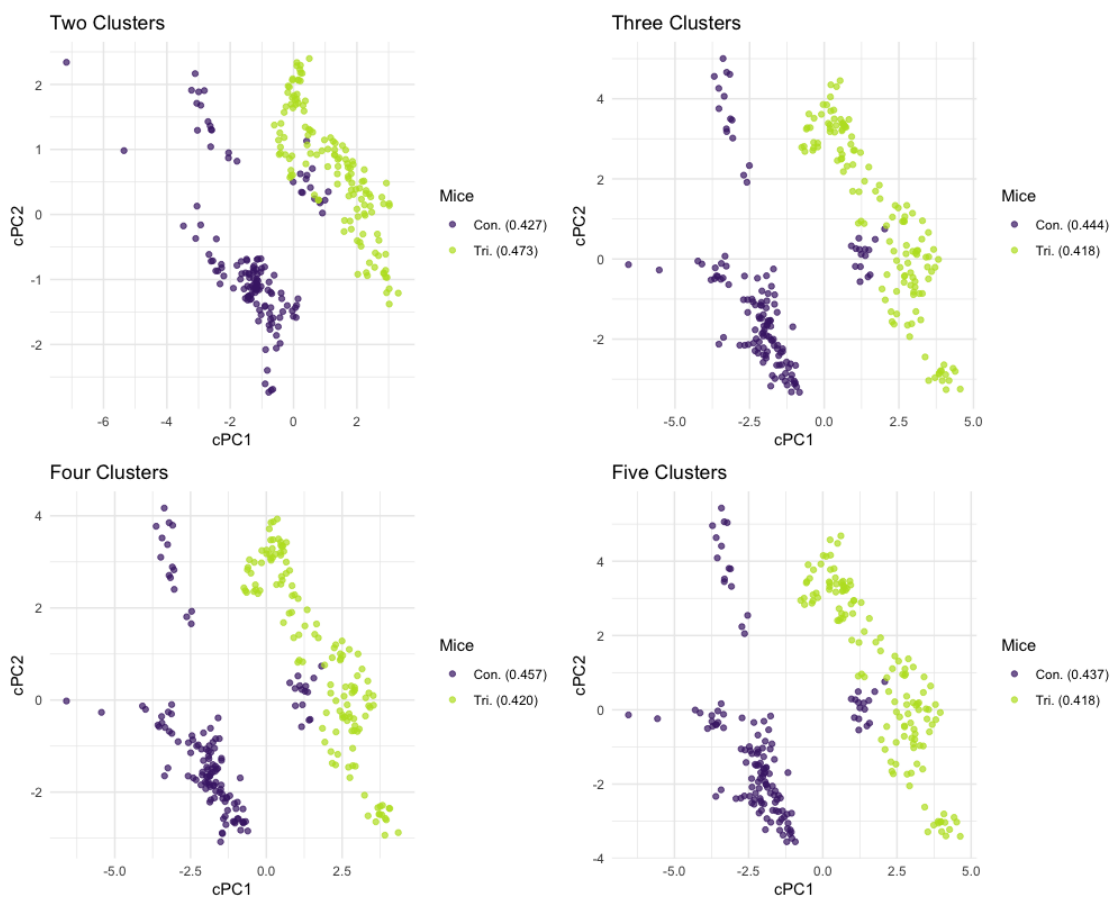 Two Clusters
2
1
0
-1
-2
cPC2
-6
-4
-2
0
2
cPC1
Mice
Con. (0.427)
Tri. (0.473)
Three Clusters
4
2
0
-2
cPC2
-5.0
-2.5
0.0
2.5
5.0
cPC1
Mice
Con. (0.444)
Tri. (0.418)
Four Clusters
4
2
0
-2
cPC2
-5.0
-2.5
0.0
2.5
cPC1
Mice
Con. (0.457)
Tri. (0.420)
Five Clusters
4
2
0
-2
-4
cPC2
-5.0
-2.5
0.0
2.5
5.0
cPC1
Mice
Con. (0.437)
Tri. (0.418)